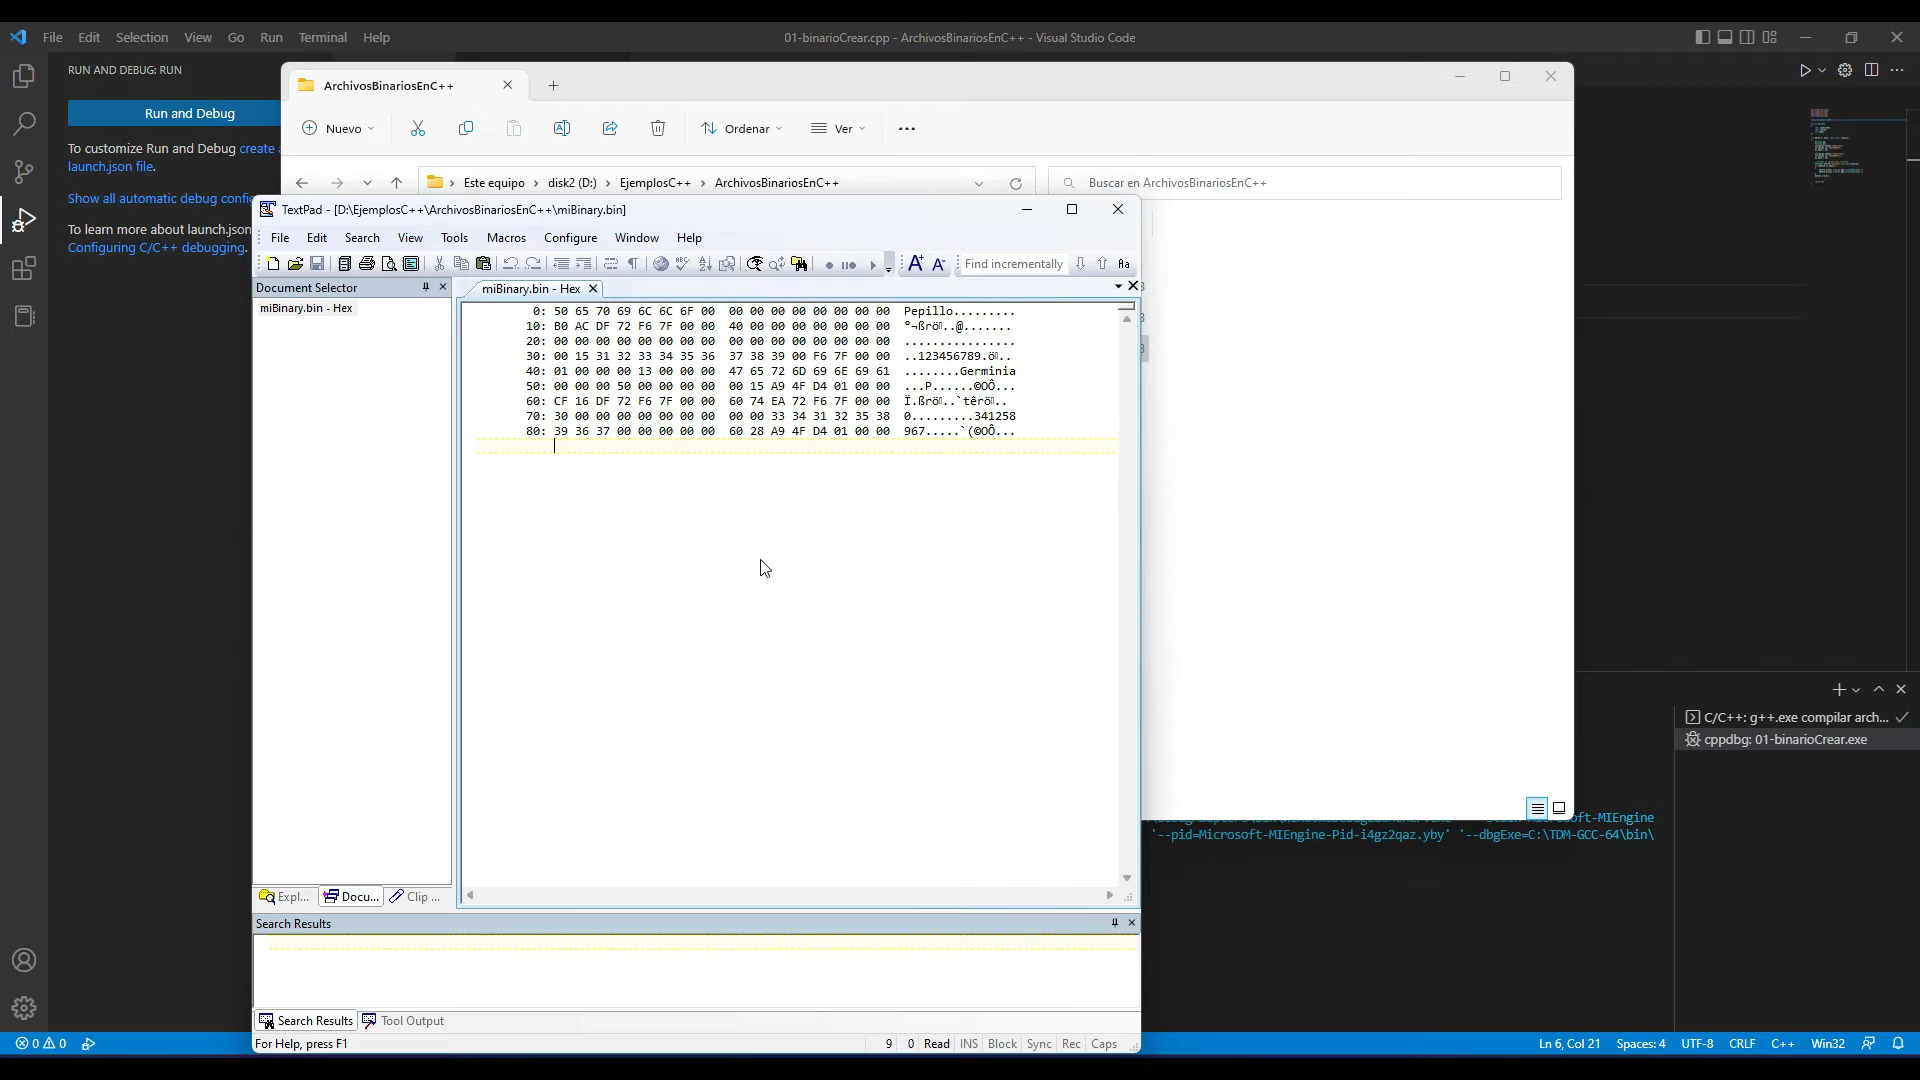 File Edit Selection View Go Run Terminal Help
01-binarioCrear.cpp - ArchivosBinariosEnC++ - Visual Studio Code
RUN AND DEBUG: RUN
Run and Debug
To customize Run and Debug create a
launch.json file.
Show all automatic debug config
To learn more about launch.json
Configuring C/C++ debugging.
ArchivosBinariosEnC++
Nuevo
Ordenar
Ver
Este equipo > disk2 (D:) > EjemplosC++ > ArchivosBinariosEnC++
Buscar en ArchivosBinariosEnC++
TextPad - [D:\EjemplosC++\ArchivosBinariosEnC++\miBinary.bin]
File Edit Search View Tools Macros Configure Window Help
Find incrementally
Aa
Document Selector
miBinary.bin - Hex
miBinary.bin - Hex
0: 50 65 70 69 6C 6C 6F 00 00 00 00 00 00 00 00 00 Pepillo.........
10: B0 AC DF 72 F6 7F 00 00 40 00 00 00 00 00 00 00 °¬ßrö▯..@.......
20: 00 00 00 00 00 00 00 00 00 00 00 00 00 00 00 00 ................
30: 00 15 31 32 33 34 35 36 37 38 39 00 F6 7F 00 00 ..123456789.ö▯..
40: 01 00 00 00 13 00 00 00 47 65 72 6D 69 6E 69 61 ........Germinia
50: 00 00 00 50 00 00 00 00 00 15 A9 4F D4 01 00 00 ...P......©OÔ...
60: CF 16 DF 72 F6 7F 00 00 60 74 EA 72 F6 7F 00 00 Ï.ßrö▯..`têrö▯..
70: 30 00 00 00 00 00 00 00 00 00 33 34 31 32 35 38 0.........341258
80: 39 36 37 00 00 00 00 00 60 28 A9 4F D4 01 00 00 967.....`(©OÔ...
Expl... Docu... Clip ...
Search Results
Search Results Tool Output
For Help, press F1
9 0 Read INS Block Sync Rec Caps
C/C++: g++.exe compilar arch...
cppdbg: 01-binarioCrear.exe
soft-MIEngine
'--pid=Microsoft-MIEngine-Pid-i4gz2qaz.yby' '--dbgExe=C:\TDM-GCC-64\bin\
0 0
Ln 6, Col 21 Spaces: 4 UTF-8 CRLF C++ Win32